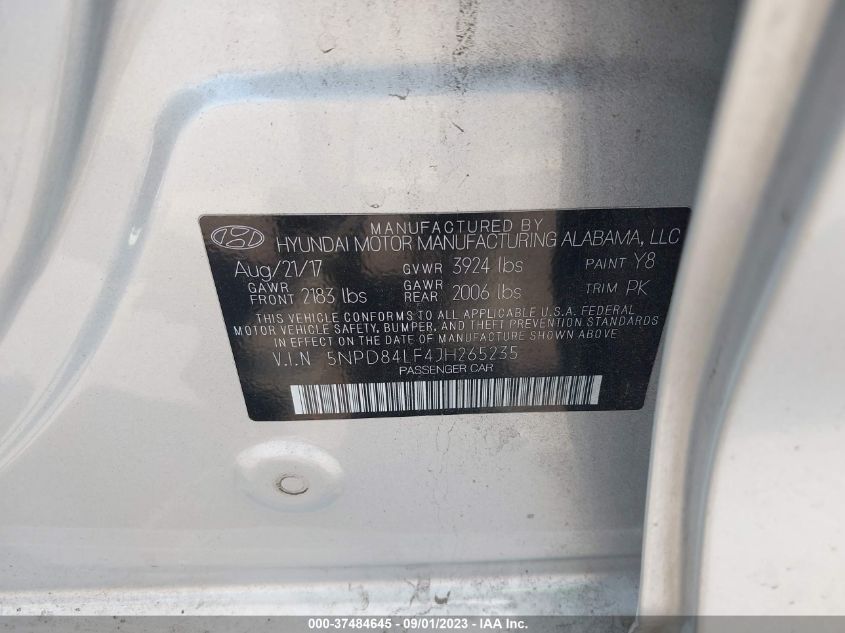 MANUFACTURED BY
HYUNDAI MOTOR MANUFACTURING ALABAMA, LLC
Aug/21/17 GVWR 3924 lbs PAINT Y8
GAWR FRONT 2183 lbs GAWR REAR 2006 lbs TRIM PK
THIS VEHICLE CONFORMS TO ALL APPLICABLE U.S.A. FEDERAL
MOTOR VEHICLE SAFETY, BUMPER, AND THEFT PREVENTION STANDARDS
IN EFFECT ON THE DATE OF MANUFACTURE SHOWN ABOVE
V.I.N 5NPD84LF4JH265235
PASSENGER CAR
000-37484645 - 09/01/2023 - IAA Inc.